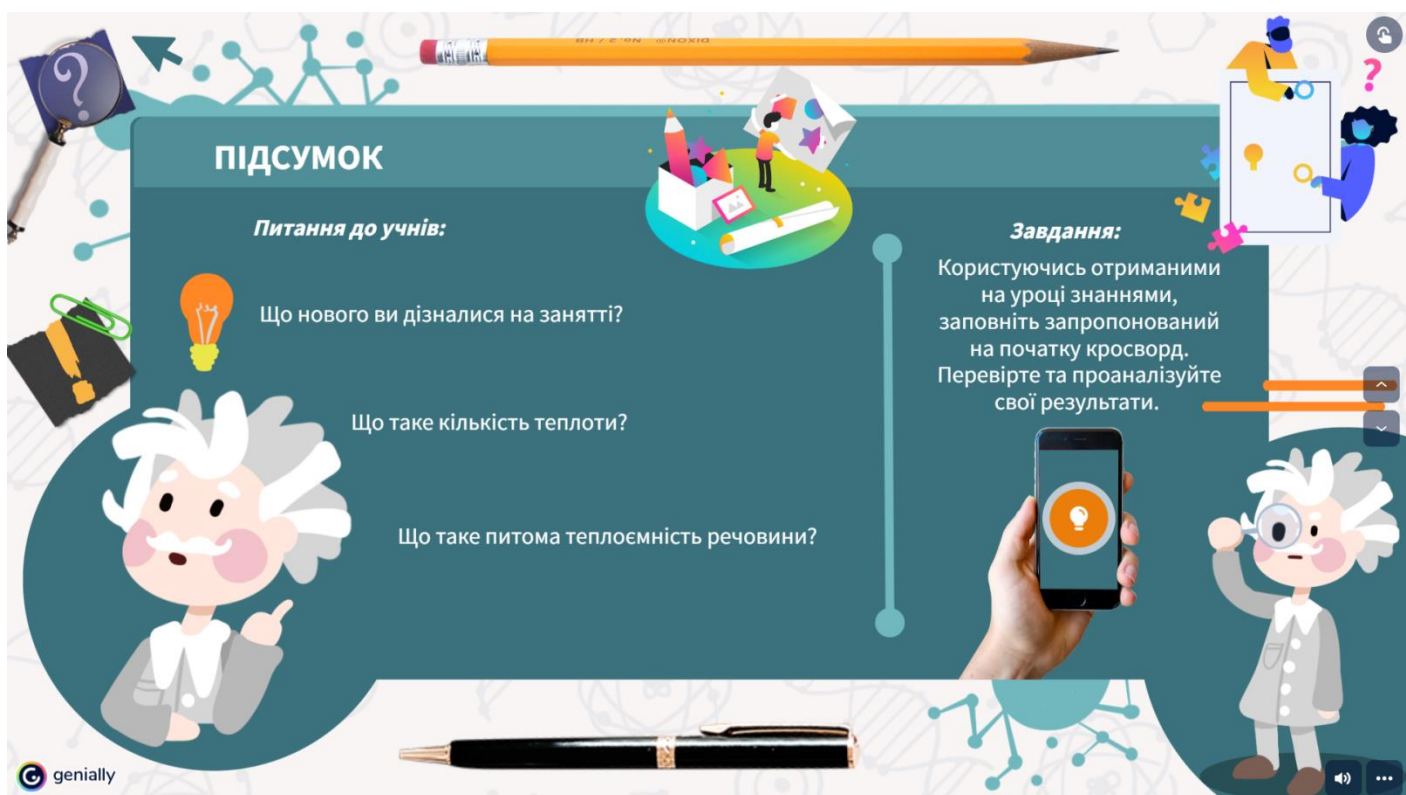 ПІДСУМОК
Питання до учнів:
Що нового ви дізналися на занятті?
Що таке кількість теплоти?
Що таке питома теплоємність речовини?
Завдання:
Користуючись отриманими
на уроці знаннями,
заповніть запропонований
на початку кросворд.
Перевірте та проаналізуйте
свої результати.
genially